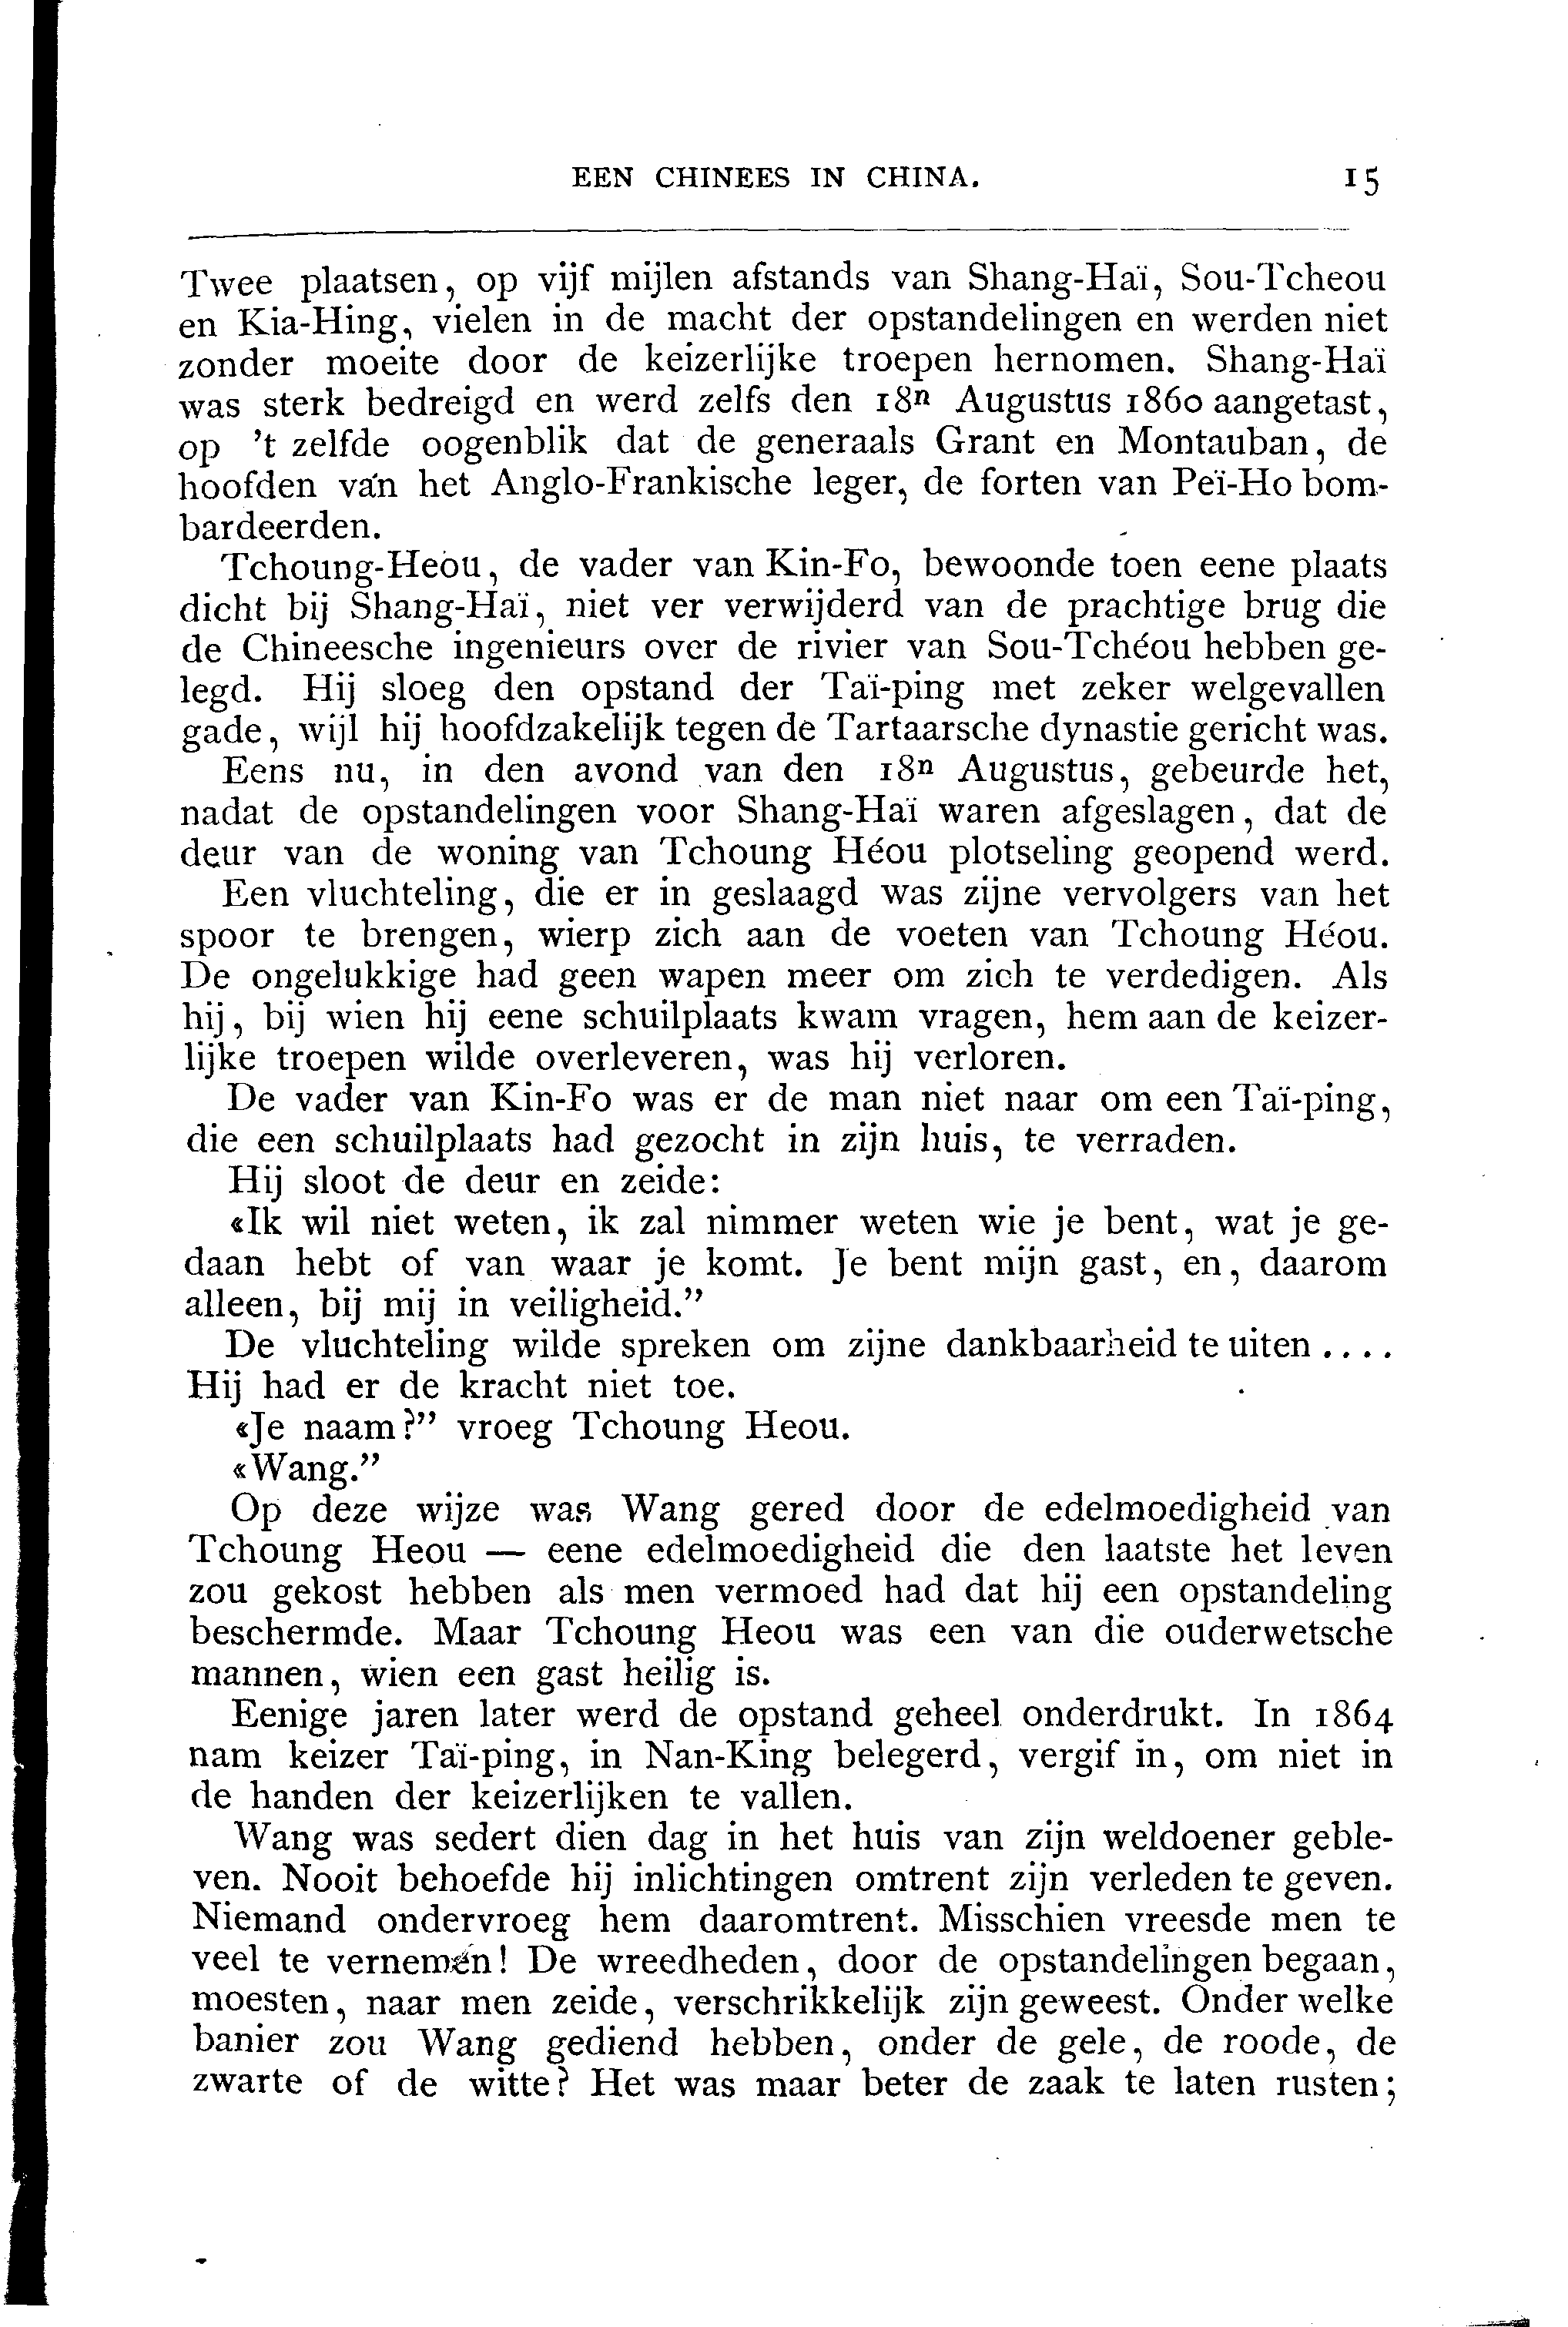 EEN CHINEES IN CHINA. 15
Twee plaatsen, op vijf mijlen afstands van Shang-Haï, Sou-Tcheou
en Kia-Hing, vielen in de macht der opstandelingen en werden niet
zonder moeite door de keizerlijke troepen hernomen. Shang-Haï
was sterk bedreigd en werd zelfs den 18n Augustus 1860 aangetast,
op 't zelfde oogenblik dat de generaals Grant en Montauban, de
hoofden van het Anglo-Frankische leger, de forten van Peï-Ho bom-
bardeerden.
Tchoung-Heou, de vader van Kin-Fo, bewoonde toen eene plaats
dicht bij Shang-Haï, niet ver verwijderd van de prachtige brug die
de Chineesche ingenieurs over de rivier van Sou-Tchéou hebben ge-
legd. Hij sloeg den opstand der Taï-ping met zeker welgevallen
gade, wijl hij hoofdzakelijk tegen de Tartaarsche dynastie gericht was.
Eens nu, in den avond van den 18n Augustus, gebeurde het,
nadat de opstandelingen voor Shang-Haï waren afgeslagen, dat de
deur van de woning van Tchoung Héou plotseling geopend werd.
Een vluchteling, die er in geslaagd was zijne vervolgers van het
spoor te brengen, wierp zich aan de voeten van Tchoung Héou.
De ongelukkige had geen wapen meer om zich te verdedigen. Als
hij, bij wien hij eene schuilplaats kwam vragen, hem aan de keizer-
lijke troepen wilde overleveren, was hij verloren.
De vader van Kin-Fo was er de man niet naar om een Taï-ping,
die een schuilplaats had gezocht in zijn huis, te verraden.
Hij sloot de deur en zeide:
«Ik wil niet weten, ik zal nimmer weten wie je bent, wat je ge-
daan hebt of van waar je komt. Je bent mijn gast, en, daarom
alleen, bij mij in veiligheid.”
De vluchteling wilde spreken om zijne dankbaarheid te uiten ....
Hij had er de kracht niet toe.
«Je naam?” vroeg Tchoung Heou.
«Wang.”
Op deze wijze was Wang gered door de edelmoedigheid van
Tchoung Heou — eene edelmoedigheid die den laatste het leven
zou gekost hebben als men vermoed had dat hij een opstandeling
beschermde. Maar Tchoung Heou was een van die ouderwetsche
mannen, wien een gast heilig is.
Eenige jaren later werd de opstand geheel onderdrukt. In 1864
nam keizer Taï-ping, in Nan-King belegerd, vergif in, om niet in
de handen der keizerlijken te vallen.
Wang was sedert dien dag in het huis van zijn weldoener geble-
ven. Nooit behoefde hij inlichtingen omtrent zijn verleden te geven.
Niemand ondervroeg hem daaromtrent. Misschien vreesde men te
veel te vernemen! De wreedheden, door de opstandelingen begaan,
moesten, naar men zeide, verschrikkelijk zijn geweest. Onder welke
banier zou Wang gediend hebben, onder de gele, de roode, de
zwarte of de witte? Het was maar beter de zaak te laten rusten;